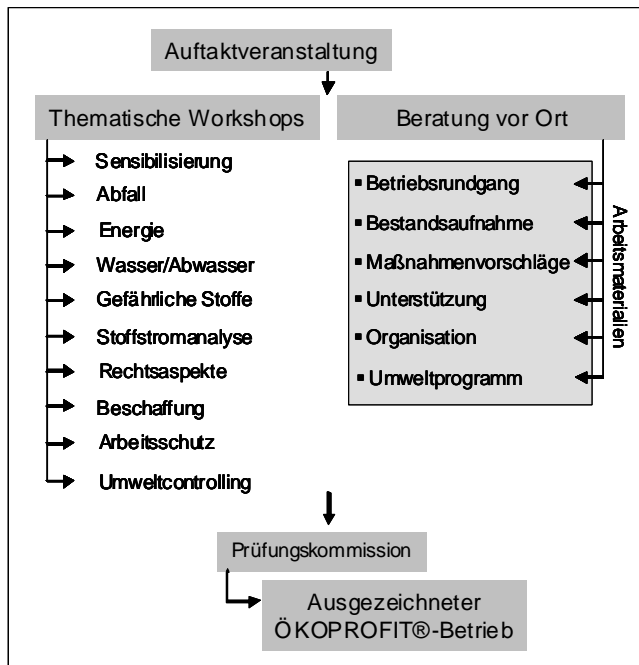 Auftaktveranstaltung
Thematische Workshops
Sensibilisierung
Abfall
Energie
Wasser/Abwasser
Gefährliche Stoffe
Stoffstromanalyse
Rechtsaspekte
Beschaffung
Arbeitsschutz
Umweltcontrolling
Beratung vor Ort
▪ Betriebsrundgang
▪ Bestandsaufnahme
▪ Maßnahmenvorschläge
▪ Unterstützung
▪ Organisation
▪ Umweltprogramm
Arbeitsmaterialien
Prüfungskommission
Ausgezeichneter
ÖKOPROFIT®-Betrieb